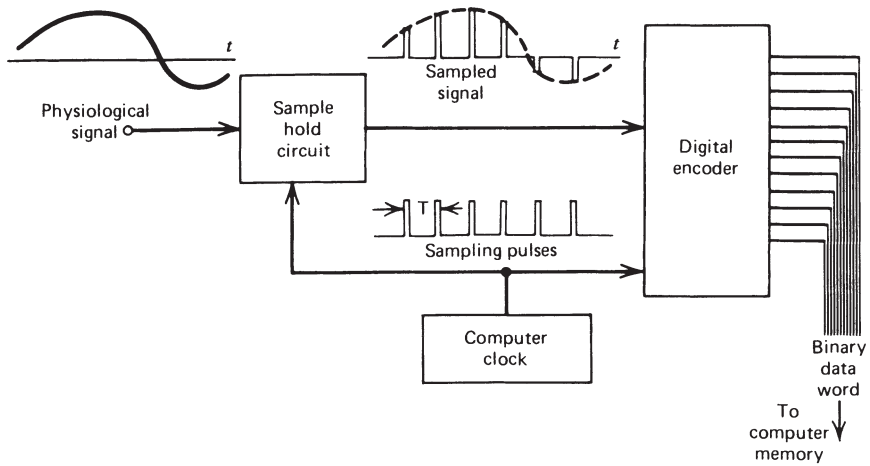 t
t
Sampled
signal
Physiological
signal
Sample
hold
circuit
Digital
encoder
T
Sampling pulses
Computer
clock
Binary
data
word
To
computer
memory